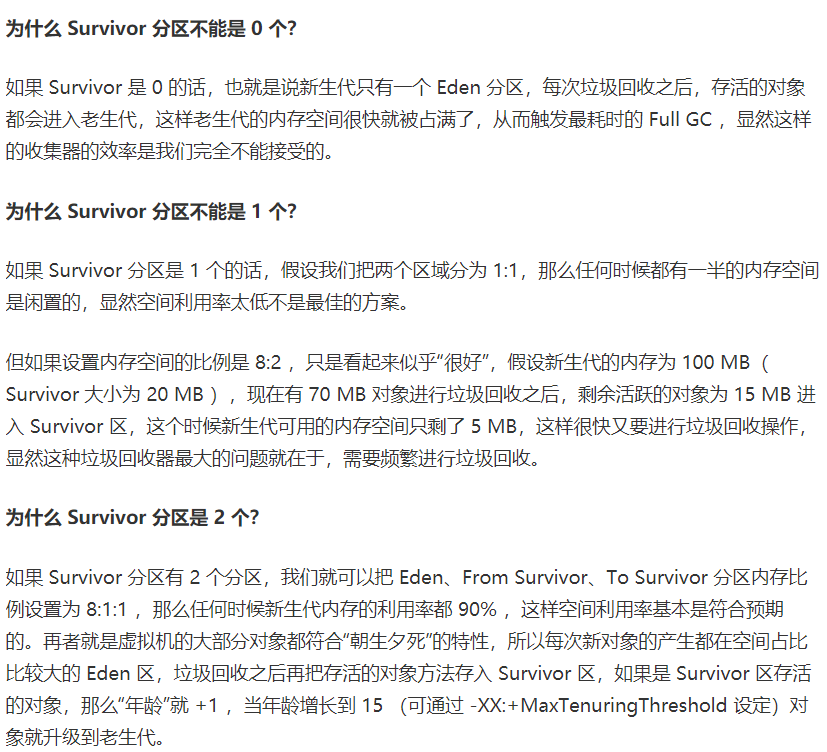 为什么 Survivor 分区不能是 0 个？
如果 Survivor 是 0 的话，也就是说新生代只有一个 Eden 分区，每次垃圾回收之后，存活的对象
都会进入老生代，这样老生代的内存空间很快就被占满了，从而触发最耗时的 Full GC ，显然这样
的收集器的效率是我们完全不能接受的。
为什么 Survivor 分区不能是 1 个？
如果 Survivor 分区是 1 个的话，假设我们把两个区域分为 1:1，那么任何时候都有一半的内存空间
是闲置的，显然空间利用率太低不是最佳的方案。
但如果设置内存空间的比例是 8:2 ，只是看起来似乎“很好”，假设新生代的内存为 100 MB（
Survivor 大小为 20 MB ），现在有 70 MB 对象进行垃圾回收之后，剩余活跃的对象为 15 MB 进
入 Survivor 区，这个时候新生代可用的内存空间只剩了 5 MB，这样很快又要进行垃圾回收操作，
显然这种垃圾回收器最大的问题就在于，需要频繁进行垃圾回收。
为什么 Survivor 分区是 2 个？
如果 Survivor 分区有 2 个分区，我们就可以把 Eden、From Survivor、To Survivor 分区内存比
例设置为 8:1:1 ，那么任何时候新生代内存的利用率都 90% ，这样空间利用率基本是符合预期
的。再者就是虚拟机的大部分对象都符合“朝生夕死”的特性，所以每次新对象的产生都在空间占比
比较大的 Eden 区，垃圾回收之后再把存活的对象方法存入 Survivor 区，如果是 Survivor 区存活
的对象，那么“年龄”就 +1 ，当年龄增长到 15 （可通过 -XX:+MaxTenuringThreshold 设定）对
象就升级到老生代。